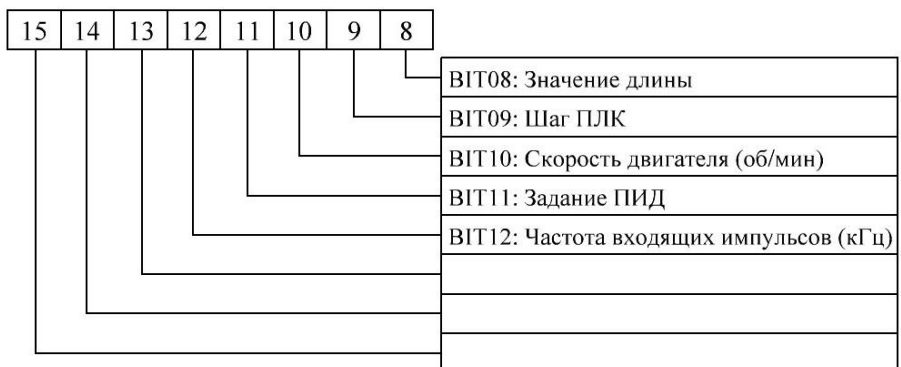 15 14 13 12 11 10 9 8
BIT08: Значение длины
BIT09: Шаг ПЛК
BIT10: Скорость двигателя (об/мин)
BIT11: Задание ПИД
BIT12: Частота входящих импульсов (кГц)